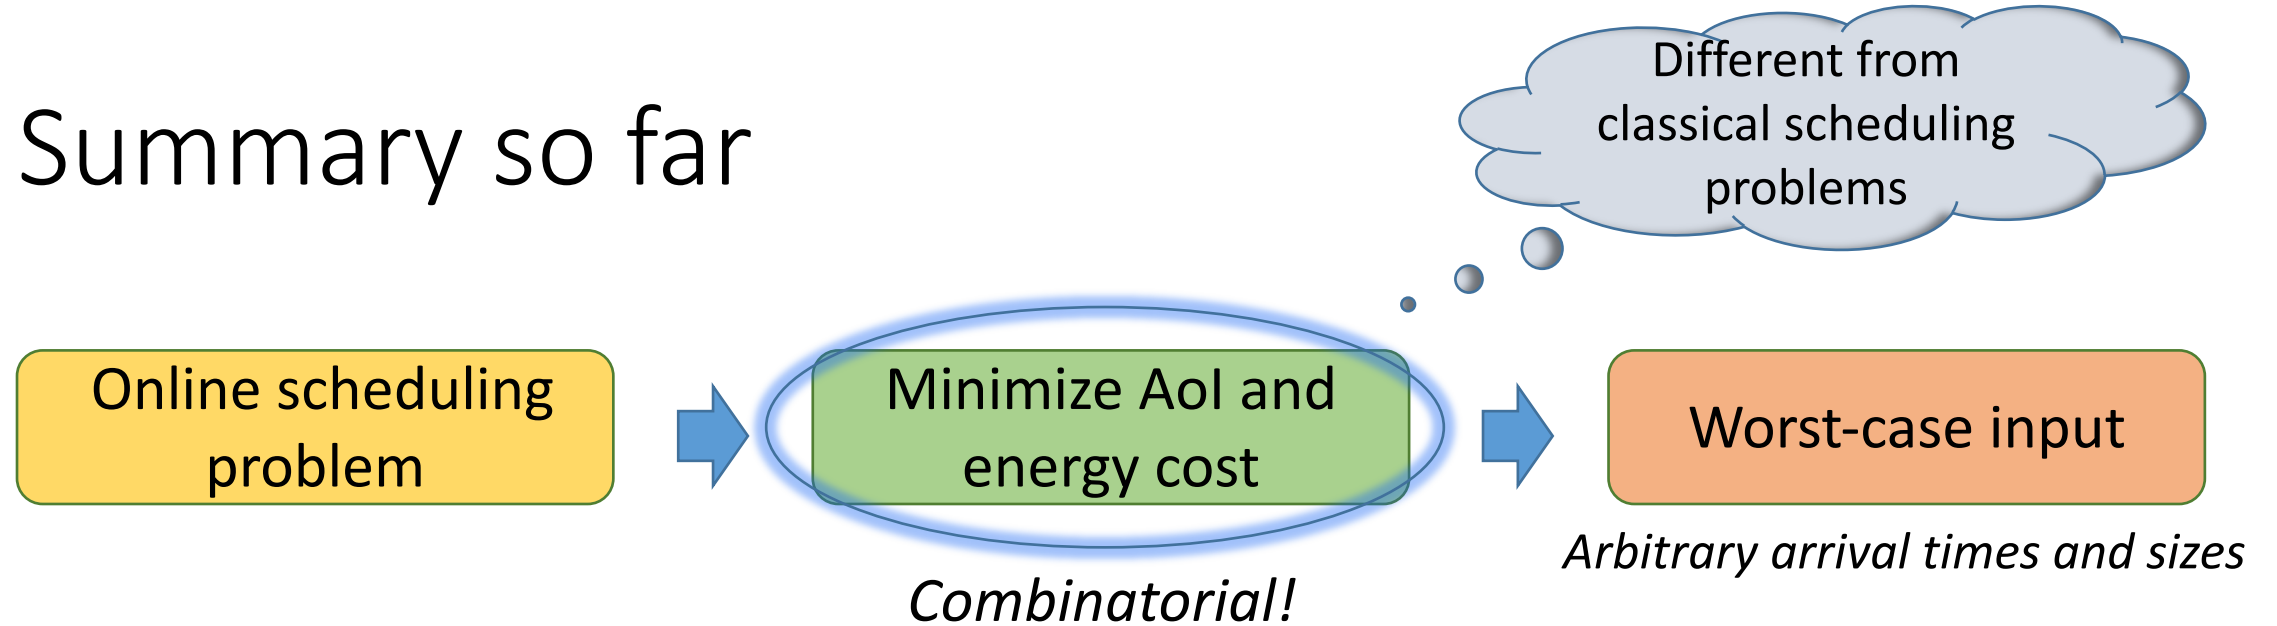 Summary so far
Different from
classical scheduling
problems
Online scheduling
problem
Minimize AoI and
energy cost
Worst-case input
Combinatorial!
Arbitrary arrival times and sizes